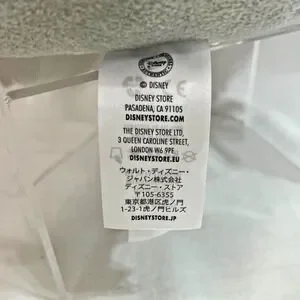 © DISNEY
DISNEY STORE
PASADENA, CA 91105
DISNEYSTORE.COM
THE DISNEY STORE LTD,
3 QUEEN CAROLINE STREET,
LONDON W6 9PE
DISNEYSTORE.EU
ウォルト・ディズニー・
ジャパン株式会社
ディズニー・ストア
〒105-6355
東京都港区虎ノ門
1-23-1虎ノ門ヒルズ
DISNEYSTORE.JP